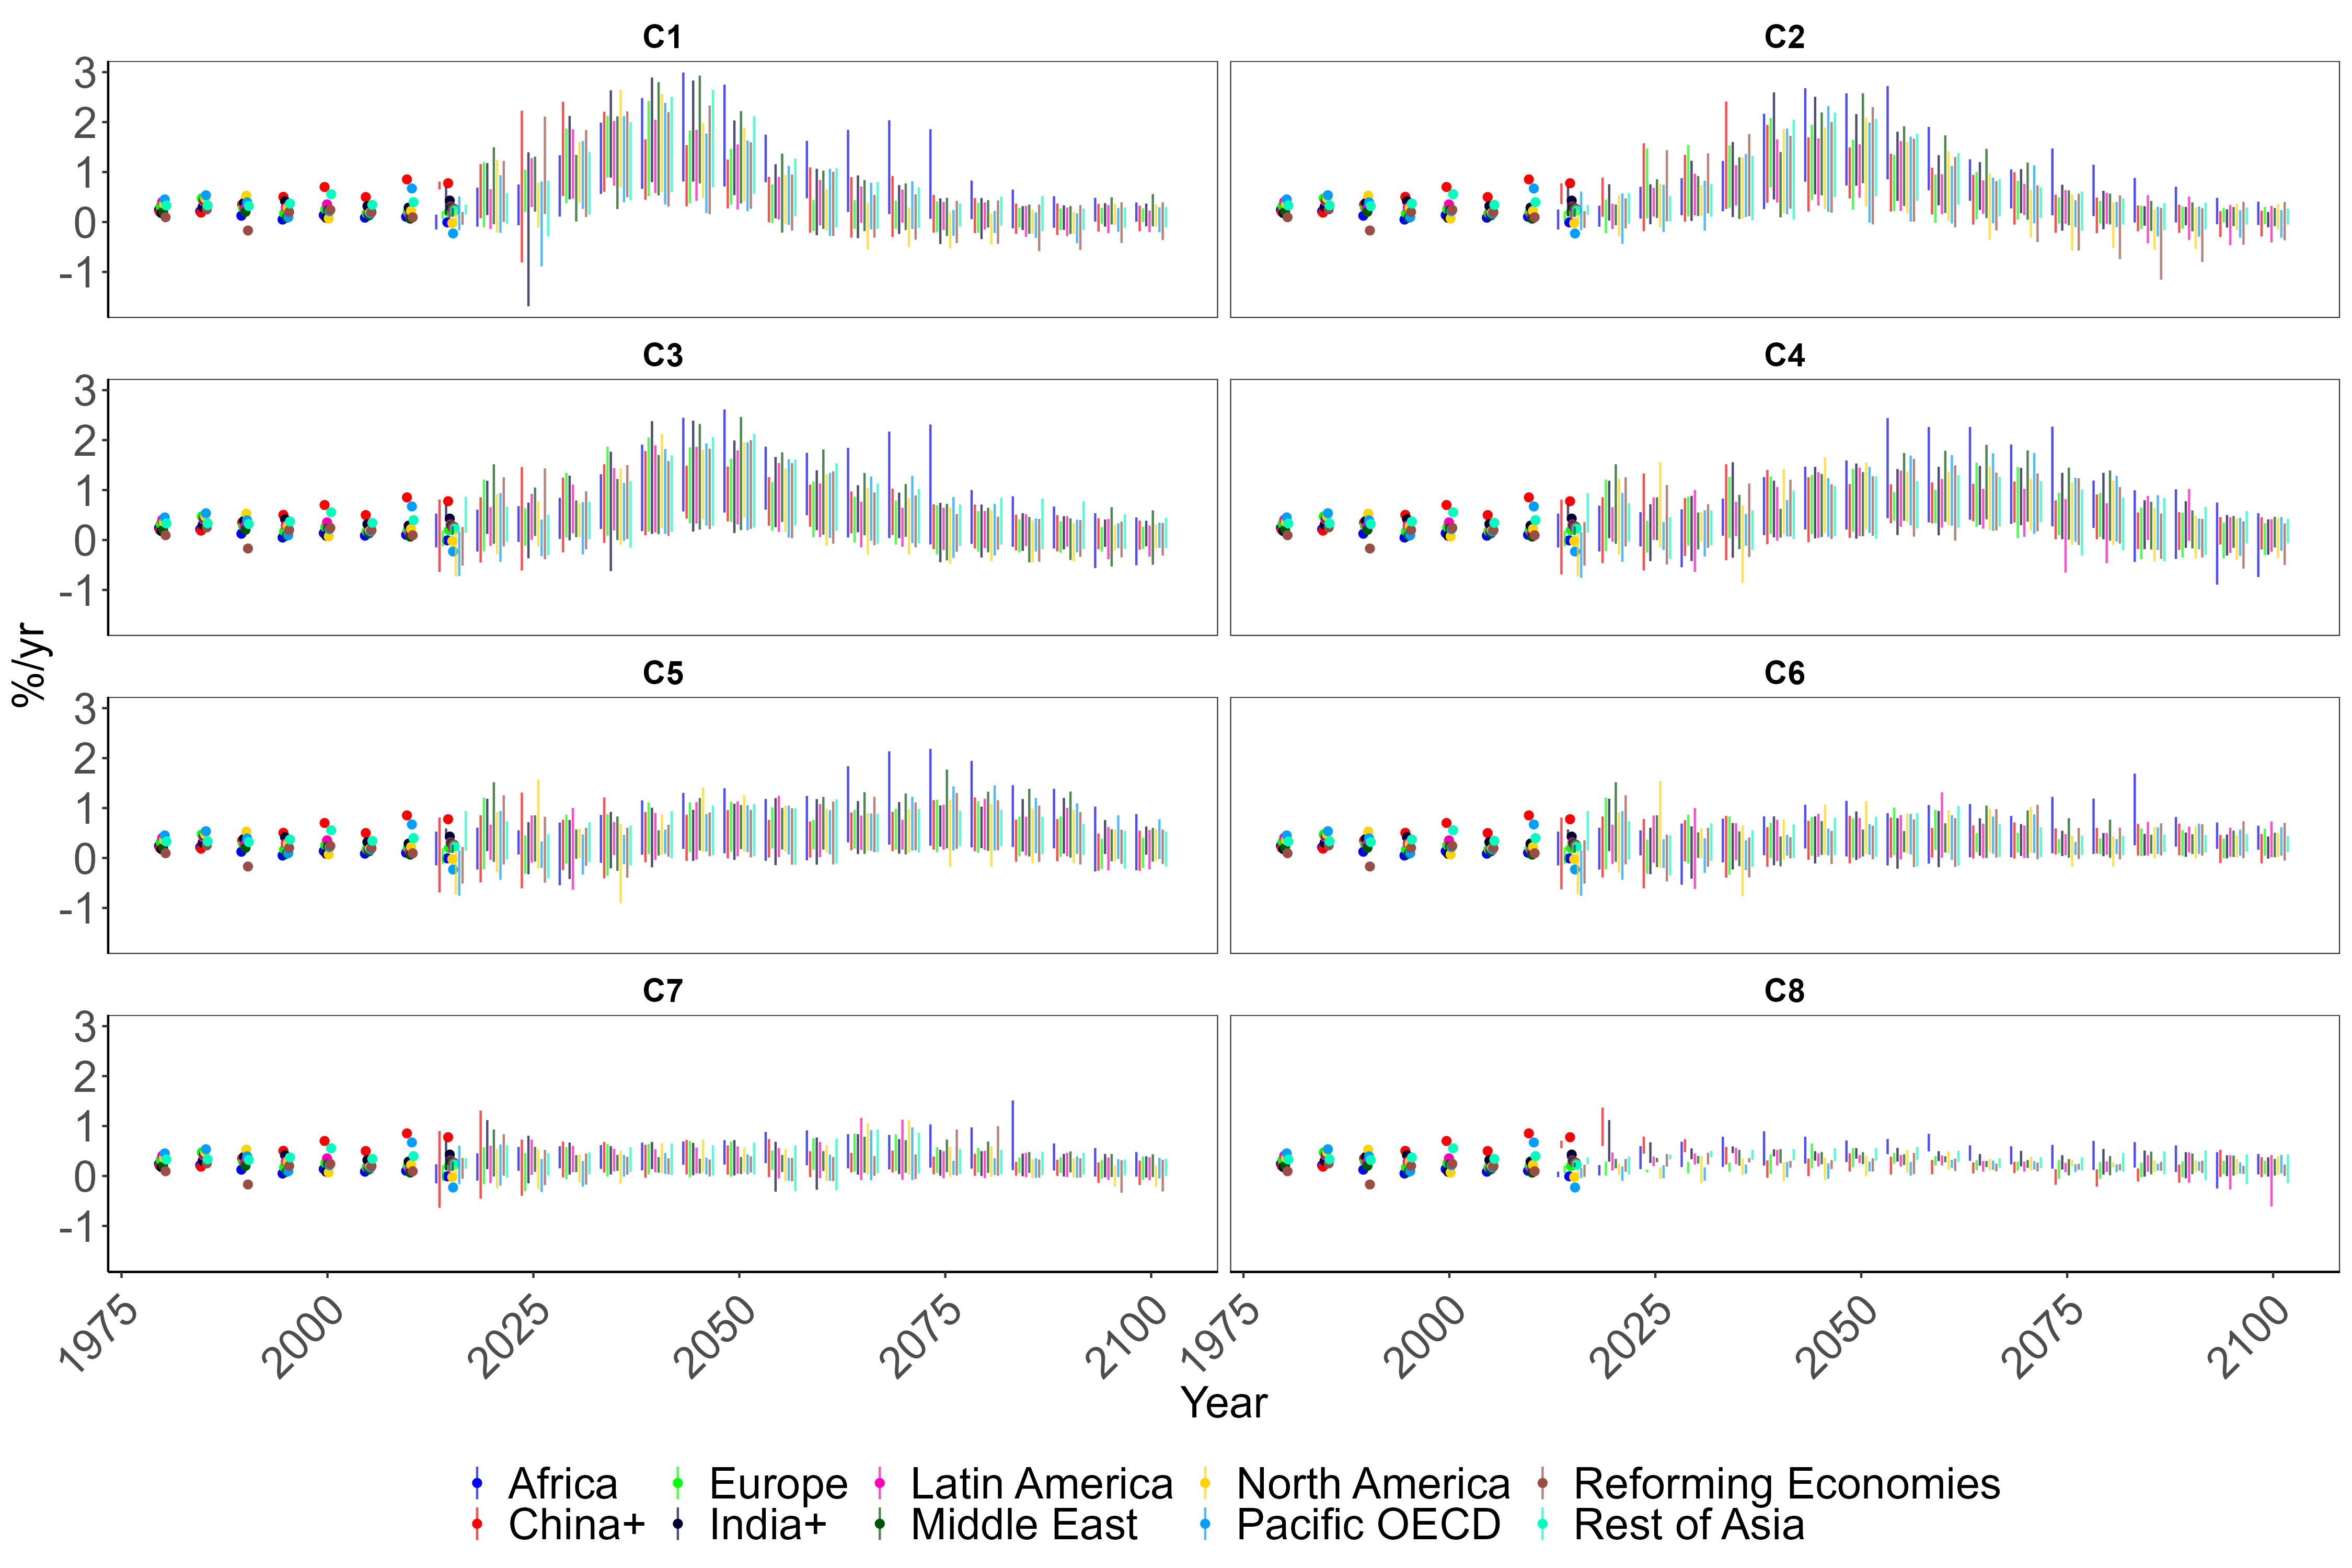 C1
C2
3
2
1
0
-1
C3
C4
3
2
1
0
-1
C5
C6
3
2
1
0
-1
C7
C8
3
2
1
0
-1
%/yr
1975 2000 2025 2050 2075 2100 1975 2000 2025 2050 2075 2100
Year
Africa Europe Latin America North America Reforming Economies
China+ India+ Middle East Pacific OECD Rest of Asia